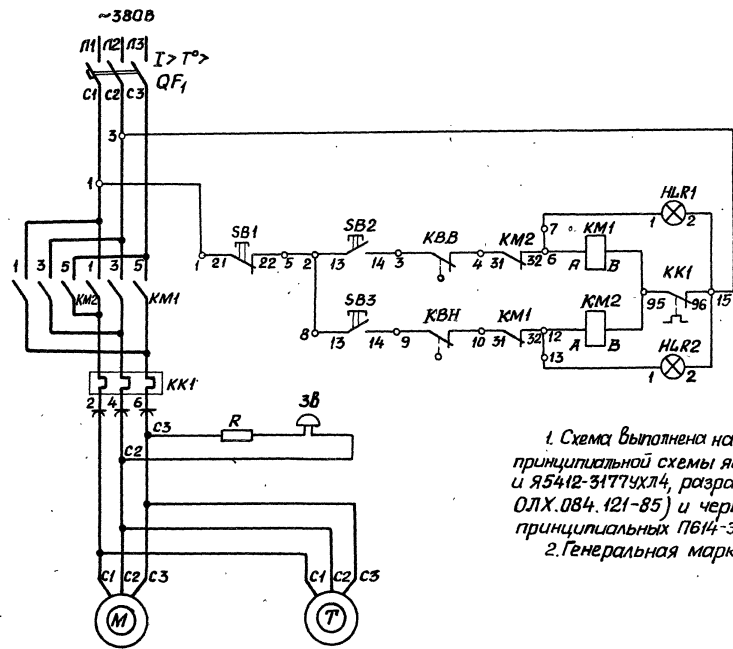 ~380В
Л1 Л2 Л3
I> T°>
QF1
С1 С2 С3
3
1
1 3 5 1 3 5
КМ2 КМ1
1 21 SB1 22 5 2
SB2
13 14 3
КВВ
4 31 КМ2 32 6
7
HLR1
1 2
КМ1
А В
КК1
95 96 15
8 SB3
13 14 9
КВН
10 31 КМ1 32 12
13
КМ2
А В
HLR2
1 2
КК1
2 4 6
С3
R
ЗВ
С2
С1 С2 С3
М
С1 С2 С3
Т
1. Схема выполнена на
принципиальной схемы
и Я5412-3177УХЛ4,
ОЛХ.084.121-85) и
принципиальных П614-3
2. Генеральная